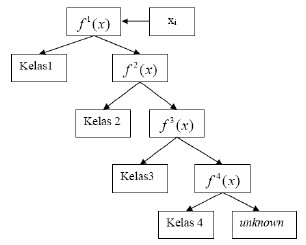 f¹(x)
xᵢ
Kelas1
f²(x)
Kelas 2
f³(x)
Kelas3
f⁴(x)
Kelas 4
unknown